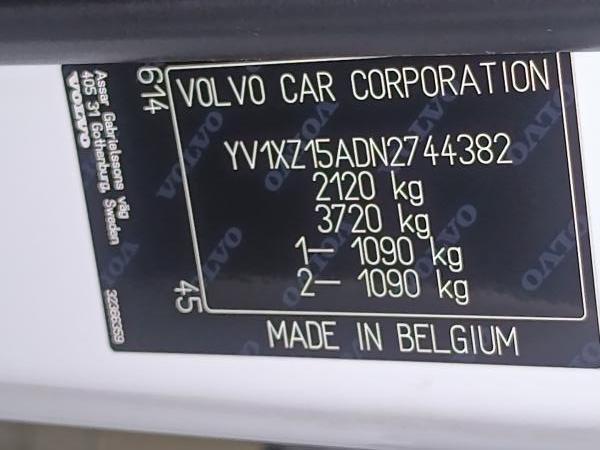 VOLVO CAR CORPORATION
YV1XZ15ADN2744382
2120 kg
3720 kg
1– 1090 kg
2– 1090 kg
MADE IN BELGIUM
614
45
VOLVO
Assar Gabrielssons väg
405 31 Gothenburg, Sweden
32366359